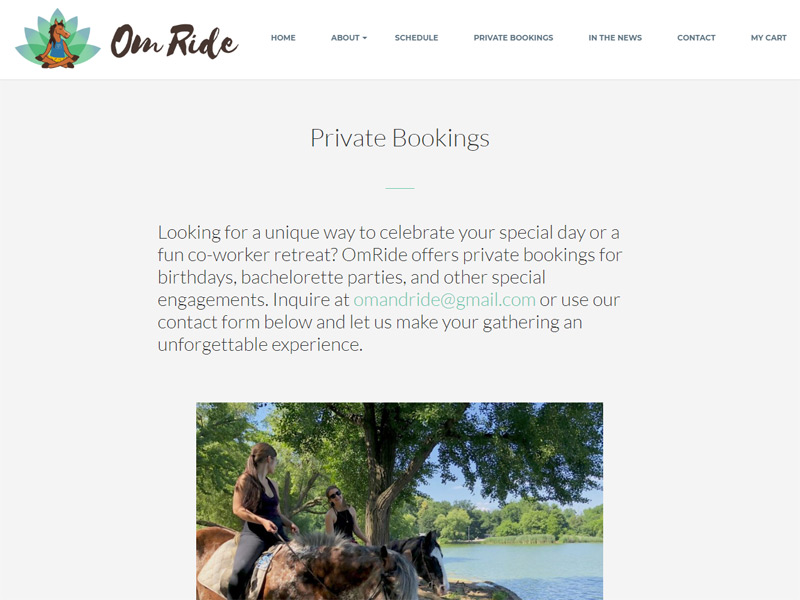 Om Ride
HOME
ABOUT
SCHEDULE
PRIVATE BOOKINGS
IN THE NEWS
CONTACT
MY CART
Private Bookings
Looking for a unique way to celebrate your special day or a
fun co-worker retreat? OmRide offers private bookings for
birthdays, bachelorette parties, and other special
engagements. Inquire at omandride@gmail.com or use our
contact form below and let us make your gathering an
unforgettable experience.